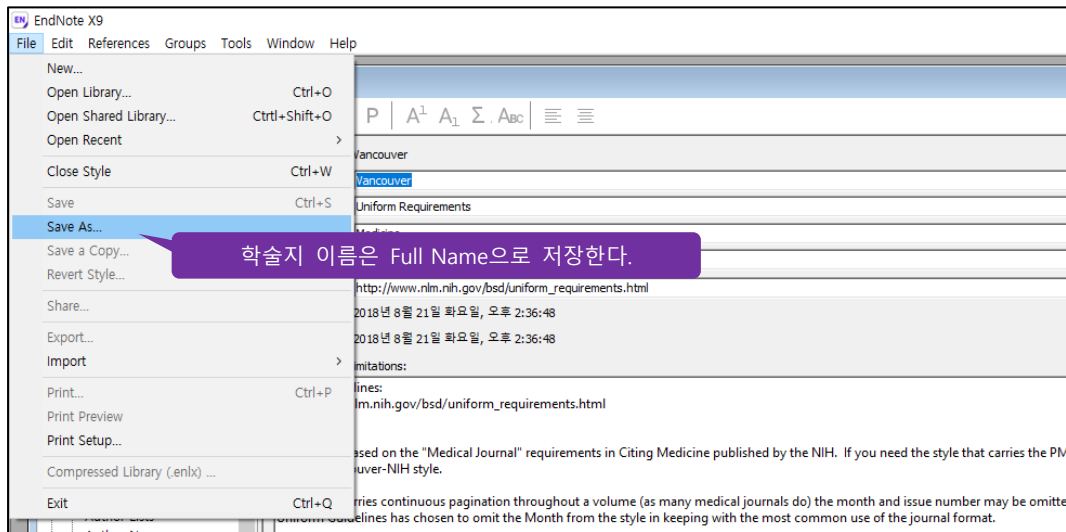 EN EndNote X9
File Edit References Groups Tools Window Help
New...
Open Library... Ctrl+O
Open Shared Library... Ctrtl+Shift+O
Open Recent >
Close Style Ctrl+W
Save Ctrl+S
Save As...
Save a Copy...
Revert Style...
Share...
Export...
Import >
Print... Ctrl+P
Print Preview
Print Setup...
Compressed Library (.enlx) ...
Exit Ctrl+Q
학술지 이름은 Full Name으로 저장한다.
P A1 A1 Σ ABC
Vancouver
Vancouver
Uniform Requirements
http://www.nlm.nih.gov/bsd/uniform_requirements.html
2018년 8월 21일 화요일, 오후 2:36:48
2018년 8월 21일 화요일, 오후 2:36:48
mitations:
lines:
lm.nih.gov/bsd/uniform_requirements.html
ased on the "Medical Journal" requirements in Citing Medicine published by the NIH. If you need the style that carries the PM
uver-NIH style.
rries continuous pagination throughout a volume (as many medical journals do) the month and issue number may be omitte
Uniform Guidelines has chosen to omit the Month from the style in keeping with the most common use of the journal format.